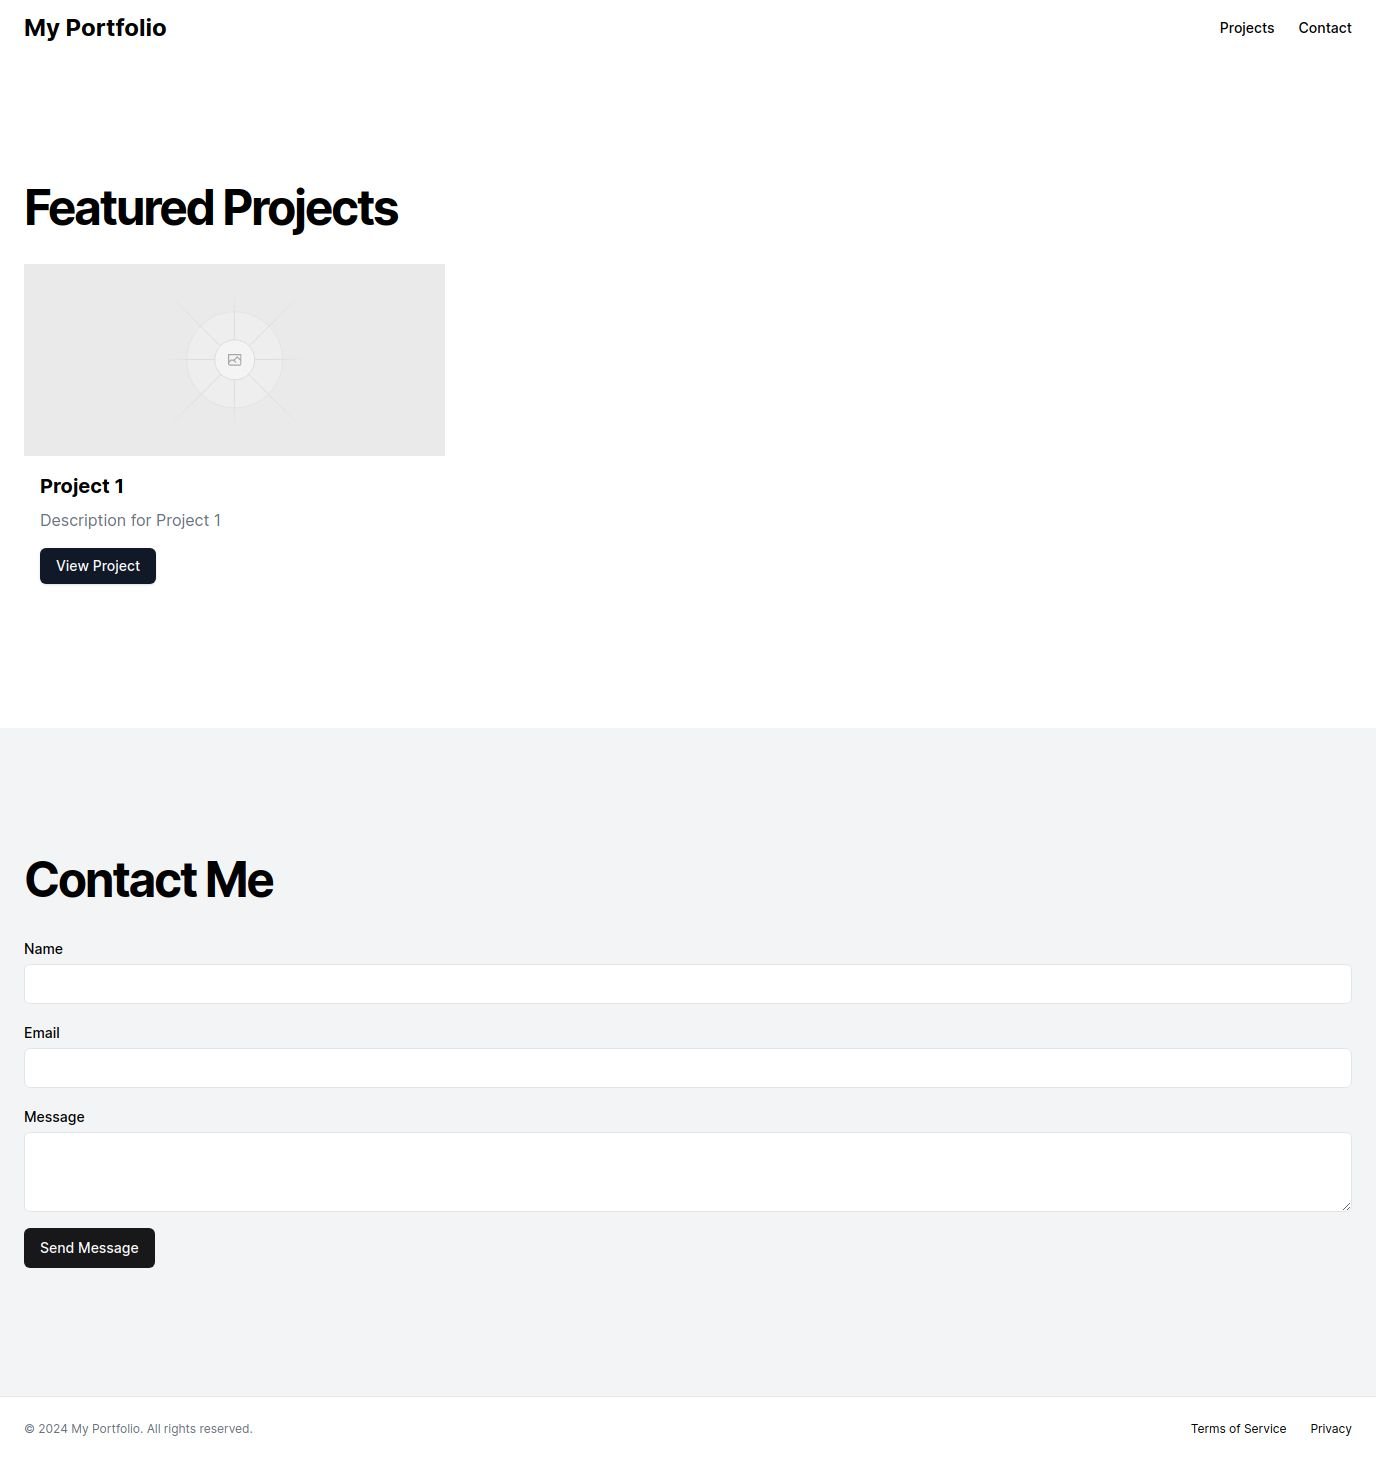 My Portfolio
Projects
Contact
Featured Projects
Project 1
Description for Project 1
View Project
Contact Me
Name
Email
Message
Send Message
© 2024 My Portfolio. All rights reserved.
Terms of Service
Privacy